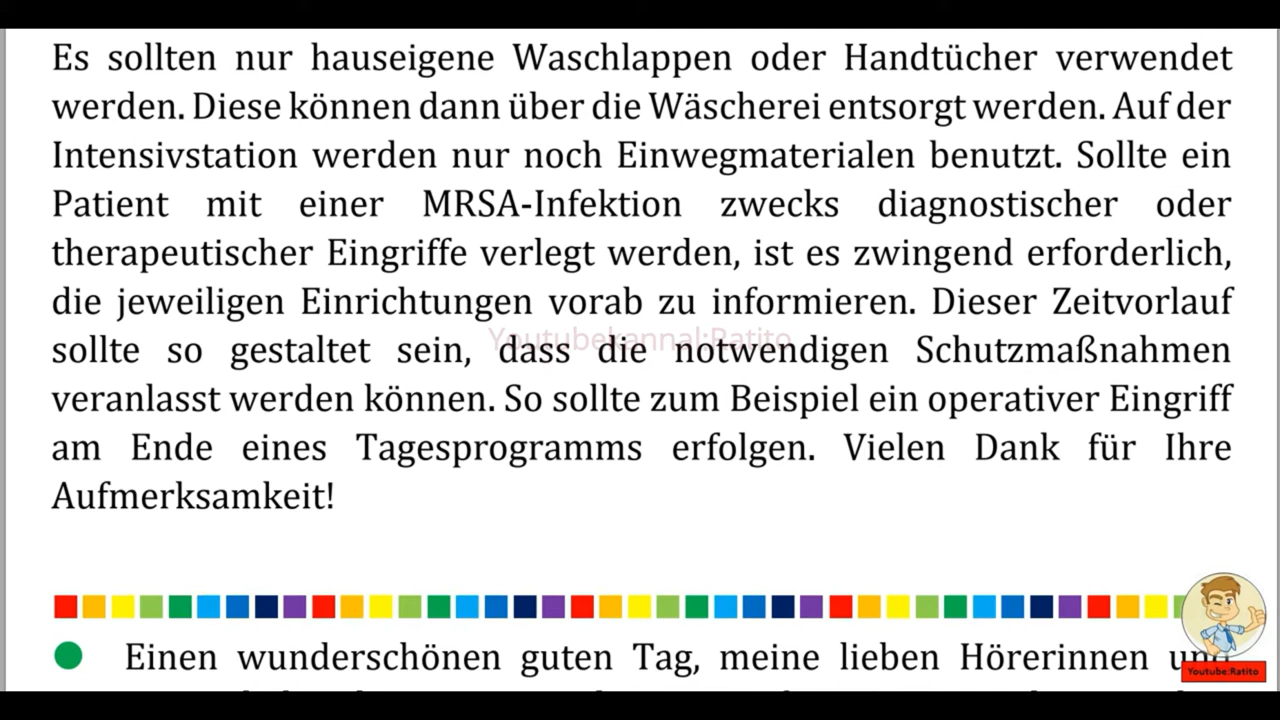 Es sollten nur hauseigene Waschlappen oder Handtücher verwendet
werden. Diese können dann über die Wäscherei entsorgt werden. Auf der
Intensivstation werden nur noch Einwegmaterialen benutzt. Sollte ein
Patient mit einer MRSA-Infektion zwecks diagnostischer oder
therapeutischer Eingriffe verlegt werden, ist es zwingend erforderlich,
die jeweiligen Einrichtungen vorab zu informieren. Dieser Zeitvorlauf
Youtubekannal:Ratito
sollte so gestaltet sein, dass die notwendigen Schutzmaßnahmen
veranlasst werden können. So sollte zum Beispiel ein operativer Eingriff
am Ende eines Tagesprogramms erfolgen. Vielen Dank für Ihre
Aufmerksamkeit!
Einen wunderschönen guten Tag, meine lieben Hörerinnen und
Youtube:Ratito